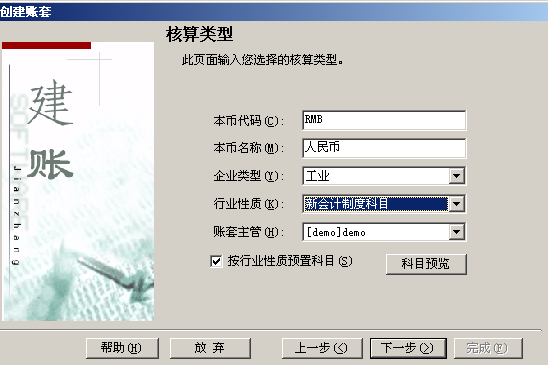 创建账套
核算类型
此页面输入您选择的核算类型。
建
账
Jianzhang
本币代码(C): RMB
本币名称(M): 人民币
企业类型(Y): 工业
行业性质(K): 新会计制度科目
账套主管(H): [demo]demo
按行业性质预置科目(S) 科目预览
帮助(H) 放 弃 上一步(<) 下一步(>) 完成(F)